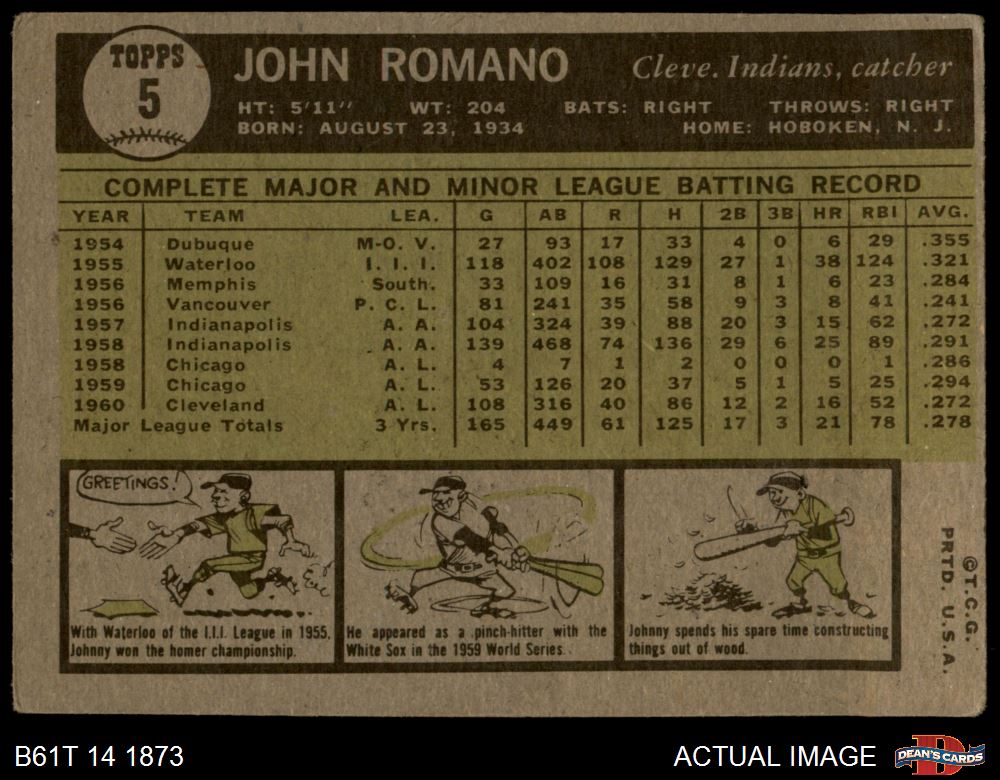 TOPPS
5
JOHN ROMANO
Cleve. Indians, catcher
HT: 5'11" WT: 204 BATS: RIGHT THROWS: RIGHT
BORN: AUGUST 23, 1934 HOME: HOBOKEN, N. J.
COMPLETE MAJOR AND MINOR LEAGUE BATTING RECORD
YEAR TEAM LEA. G AB R H 2B 3B HR RBI AVG.
1954 Dubuque M-O. V. 27 93 17 33 4 0 6 29 .355
1955 Waterloo I. I. I. 118 402 108 129 27 1 38 124 .321
1956 Memphis South. 33 109 16 31 8 1 6 23 .284
1956 Vancouver P. C. L. 81 241 35 58 9 3 8 41 .241
1957 Indianapolis A. A. 104 324 39 88 20 3 15 62 .272
1958 Indianapolis A. A. 139 468 74 136 29 6 25 89 .291
1958 Chicago A. L. 4 7 1 2 0 0 0 1 .286
1959 Chicago A. L. 53 126 20 37 5 1 5 25 .294
1960 Cleveland A. L. 108 316 40 86 12 2 16 52 .272
Major League Totals 3 Yrs. 165 449 61 125 17 3 21 78 .278
GREETINGS!
With Waterloo of the I.I.I. League in 1955,
Johnny won the homer championship.
He appeared as a pinch-hitter with the
White Sox in the 1959 World Series.
Johnny spends his spare time constructing
things out of wood.
©T.C.G.
PRTD. U.S.A.
B61T 14 1873
ACTUAL IMAGE
D
DEAN'S CARDS